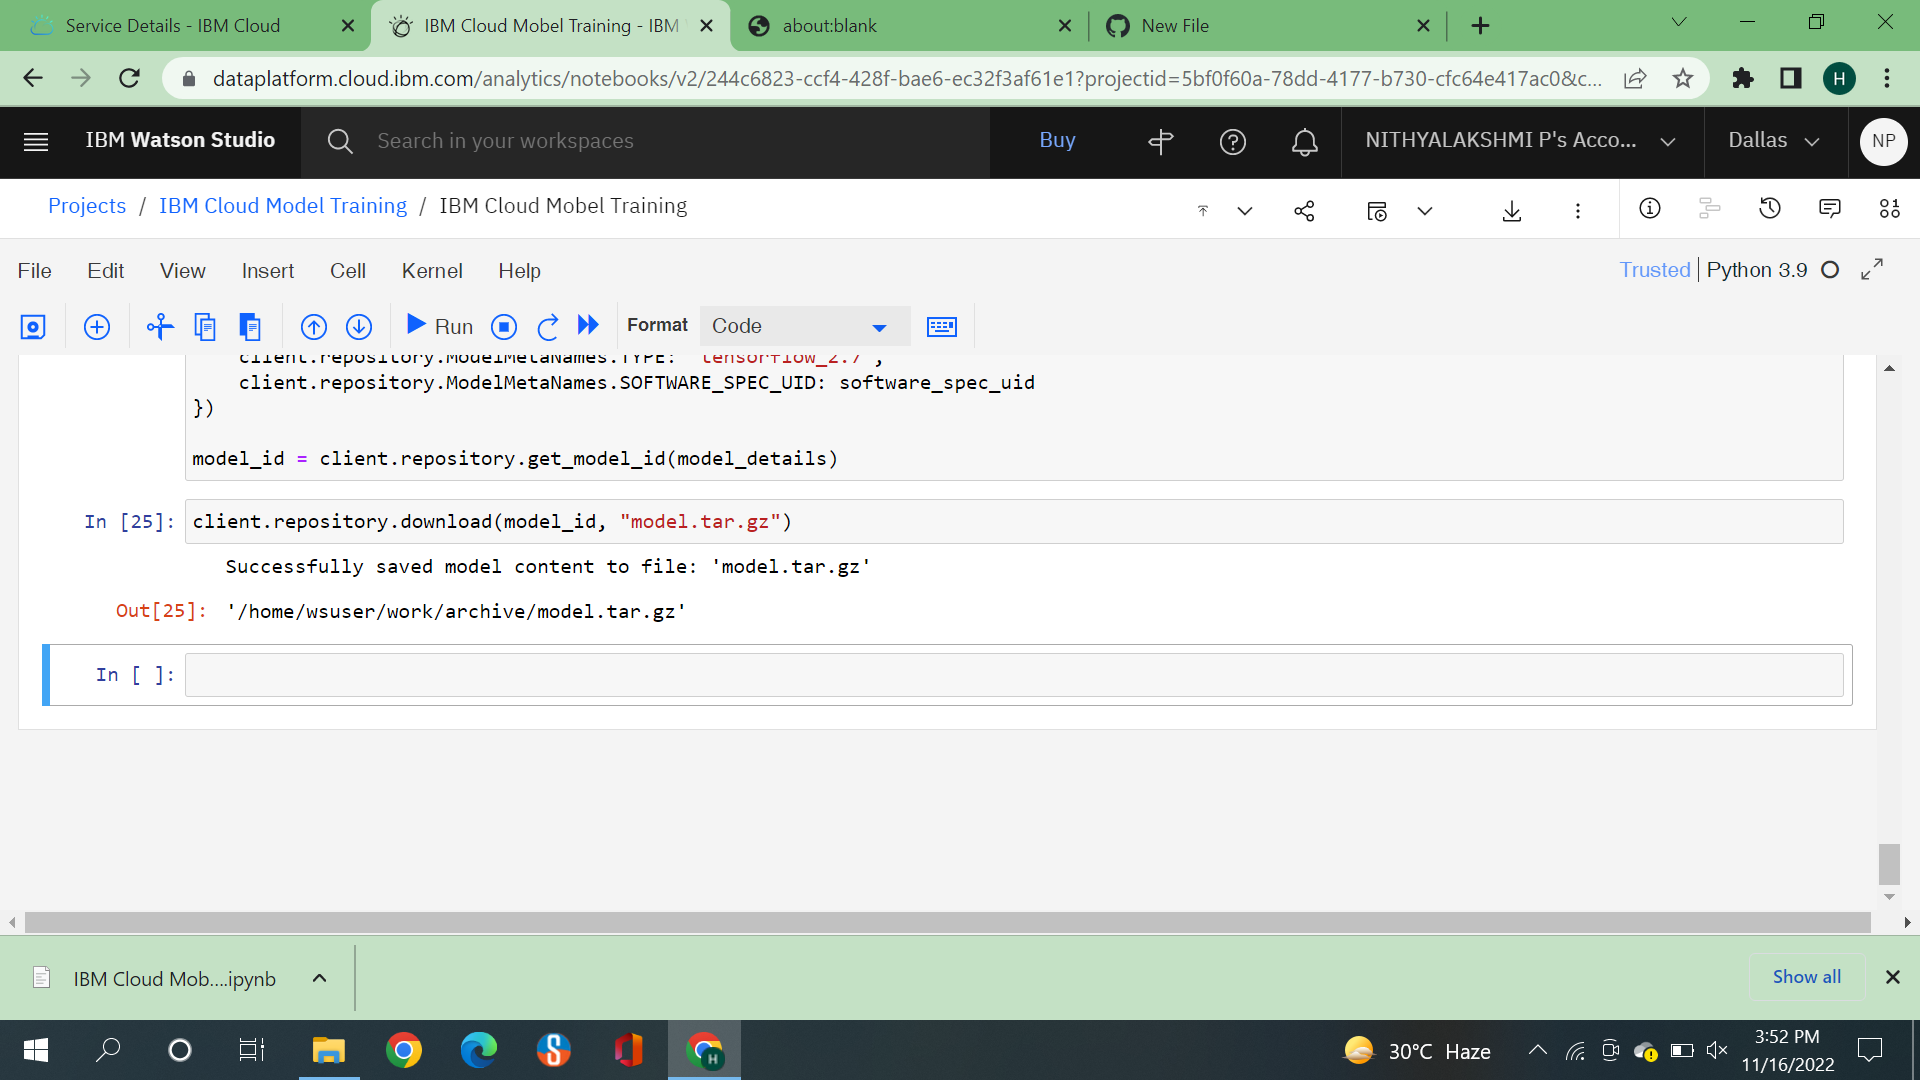 Service Details - IBM Cloud
IBM Cloud Mobel Training - IBM
about:blank
New File
dataplatform.cloud.ibm.com/analytics/notebooks/v2/244c6823-ccf4-428f-bae6-ec32f3af61e1?projectid=5bf0f60a-78dd-4177-b730-cfc64e417ac0&c...
H
IBM Watson Studio
Search in your workspaces
Buy
NITHYALAKSHMI P's Acco...
Dallas
NP
Projects / IBM Cloud Model Training / IBM Cloud Mobel Training
File Edit View Insert Cell Kernel Help
Trusted Python 3.9
Run
Format
Code
client.repository.ModelMetaNames.TYPE: "tensorflow_2.7",
client.repository.ModelMetaNames.SOFTWARE_SPEC_UID: software_spec_uid
})
model_id = client.repository.get_model_id(model_details)
In [25]: client.repository.download(model_id, "model.tar.gz")
Successfully saved model content to file: 'model.tar.gz'
Out[25]: '/home/wsuser/work/archive/model.tar.gz'
In [ ]:
IBM Cloud Mob....ipynb
Show all
H
30°C Haze
3:52 PM
11/16/2022